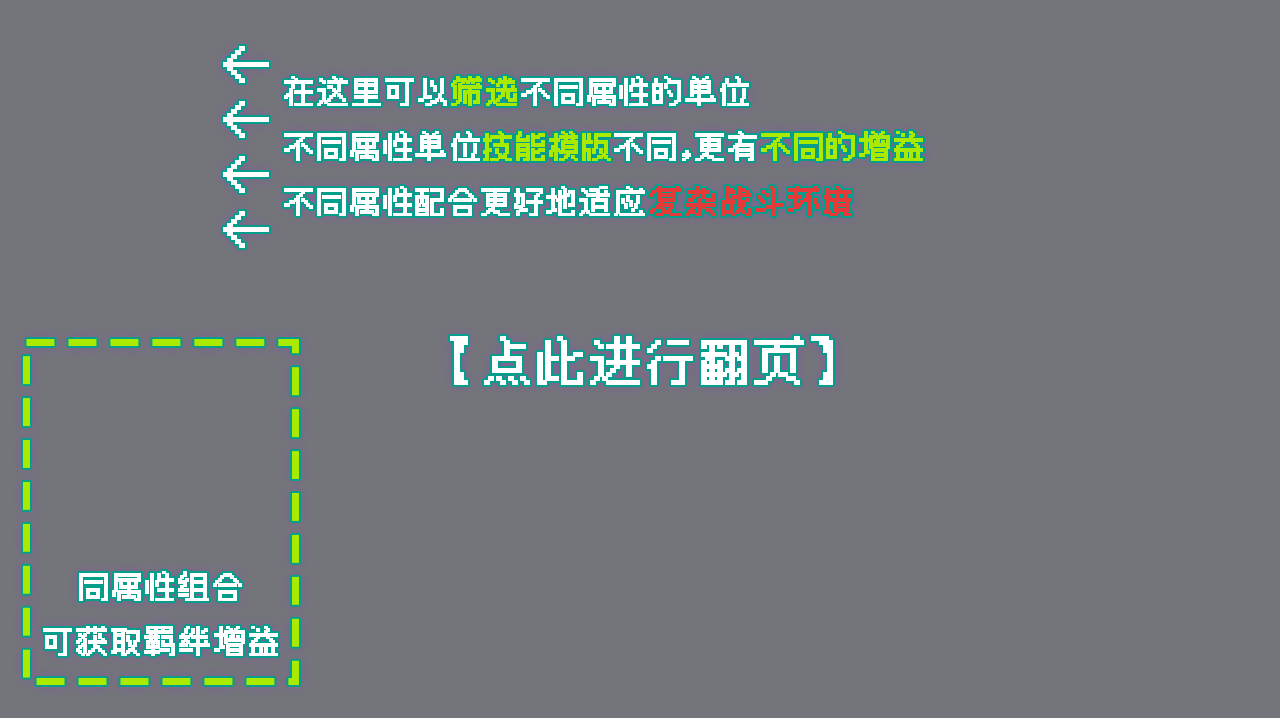 在这里可以筛选不同属性的单位
不同属性单位技能模版不同,更有不同的增益
不同属性配合更好地适应复杂战斗环境
【点此进行翻页】
同属性组合
可获取羁绊增益